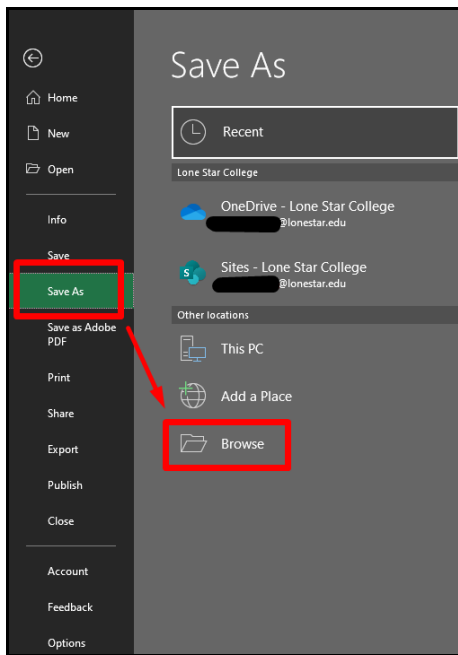 Save As
Home
New
Open
Info
Save
Save As
Save as Adobe
PDF
Print
Share
Export
Publish
Close
Account
Feedback
Options
Recent
Lone Star College
OneDrive - Lone Star College
@lonestar.edu
S
Sites - Lone Star College
@lonestar.edu
Other locations
This PC
Add a Place
Browse